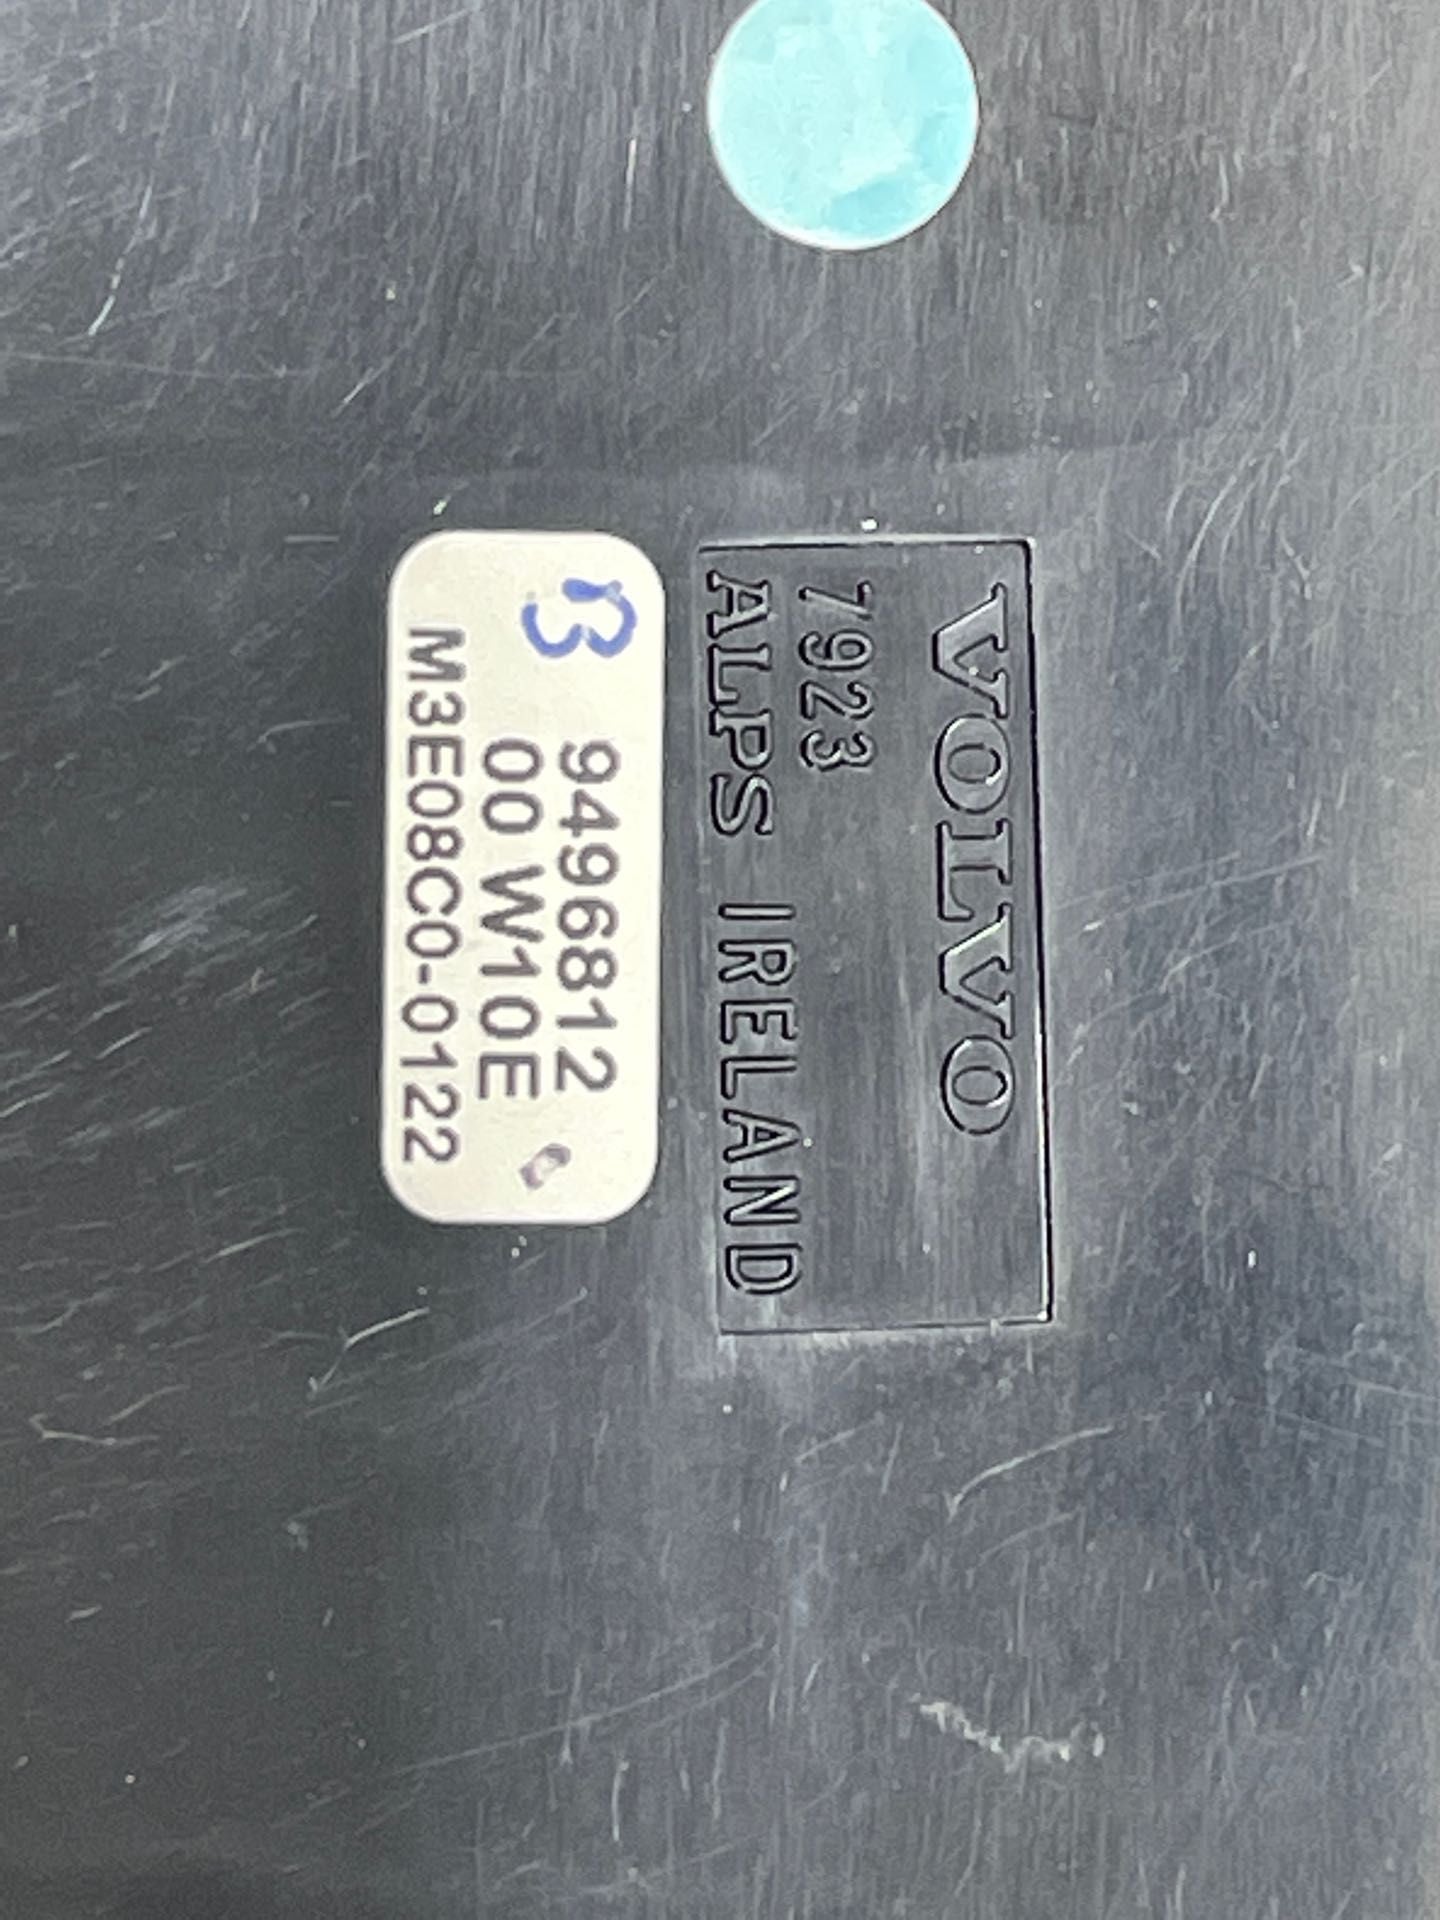 VOLVO
7923
ALPS IRELAND
B
9496812
00 W10E
M3E08C0-0122